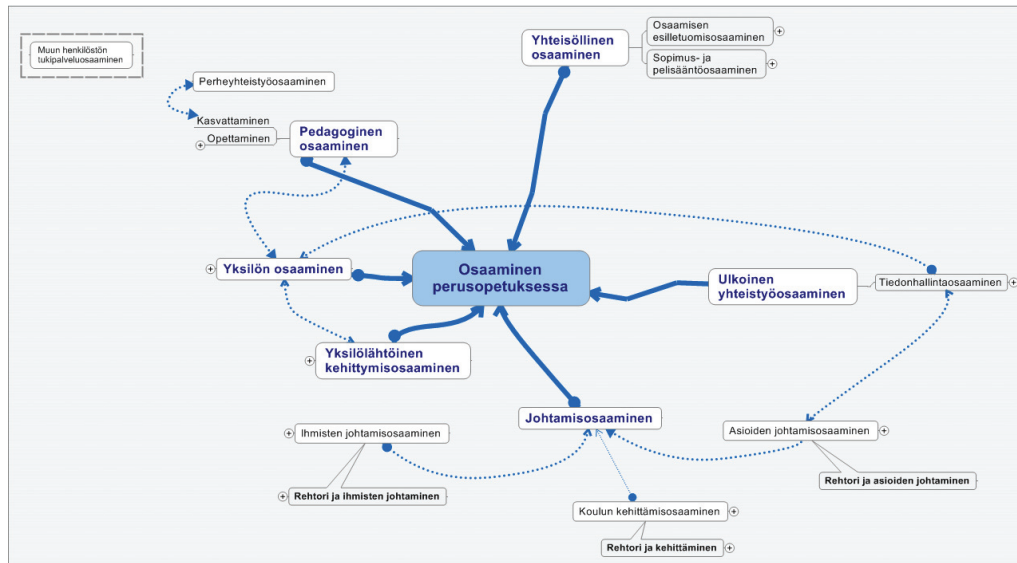 Muun henkilöstön
tukipalveluosaaminen
Yhteisöllinen
osaaminen
Osaamisen
esilletuomisosaaminen
Sopimus- ja
pelisääntöosaaminen
Perheyhteistyöosaaminen
Kasvattaminen
Opettaminen
Pedagoginen
osaaminen
Yksilön osaaminen
Osaaminen
perusopetuksessa
Ulkoinen
yhteistyöosaaminen
Tiedonhallintaosaaminen
Yksilölähtöinen
kehittymisosaaminen
Johtamisosaaminen
Ihmisten johtamisosaaminen
Rehtori ja ihmisten johtaminen
Asioiden johtamisosaaminen
Rehtori ja asioiden johtaminen
Koulun kehittämisosaaminen
Rehtori ja kehittäminen